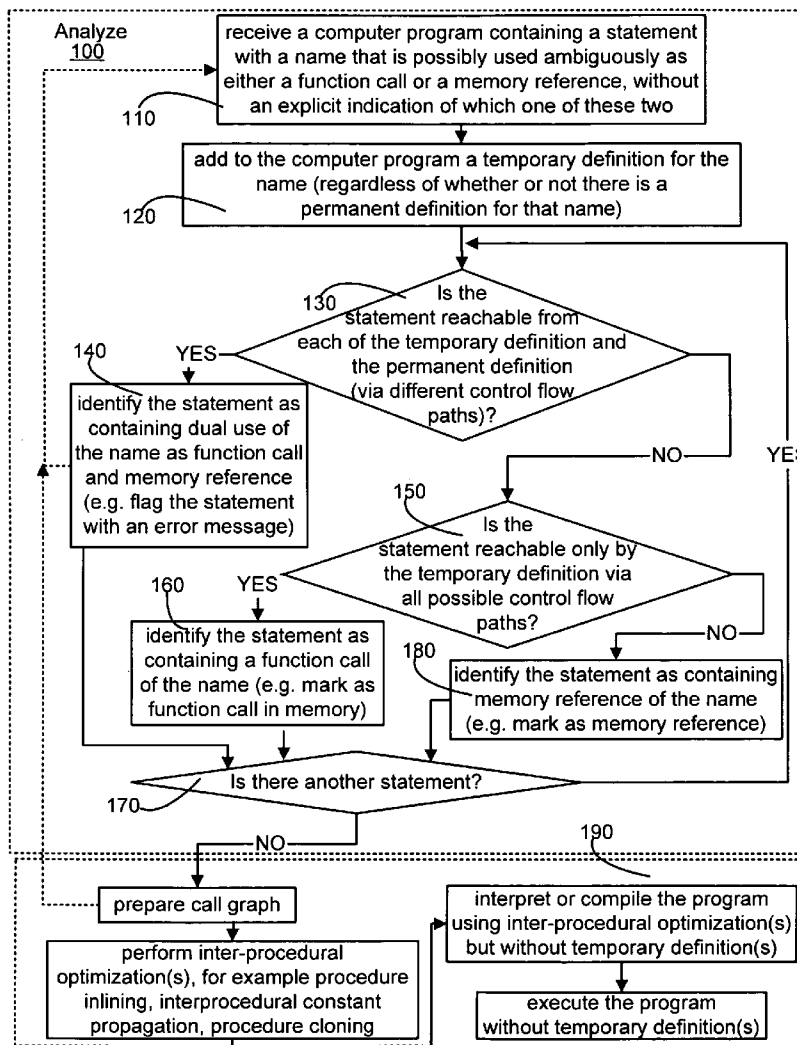 Analyze
100
receive a computer program containing a statement
with a name that is possibly used ambiguously as
either a function call or a memory reference, without
an explicit indication of which one of these two
110
add to the computer program a temporary definition for the
name (regardless of whether or not there is a
permanent definition for that name)
120
130
Is the
statement reachable from
each of the temporary definition and
the permanent definition
(via different control flow
paths)?
YES
NO
YES
140
identify the statement as
containing dual use of
the name as function call
and memory reference
(e.g. flag the statement
with an error message)
150
Is the
statement reachable only by
the temporary definition via
all possible control flow
paths?
YES
NO
160
identify the statement as
containing a function call
of the name (e.g. mark as
function call in memory)
180
identify the statement as containing
memory reference of the name
(e.g. mark as memory reference)
Is there another statement?
170
NO
190
prepare call graph
perform inter-procedural
optimization(s), for example procedure
inlining, interprocedural constant
propagation, procedure cloning
interpret or compile the program
using inter-procedural optimization(s)
but without temporary definition(s)
execute the program
without temporary definition(s)